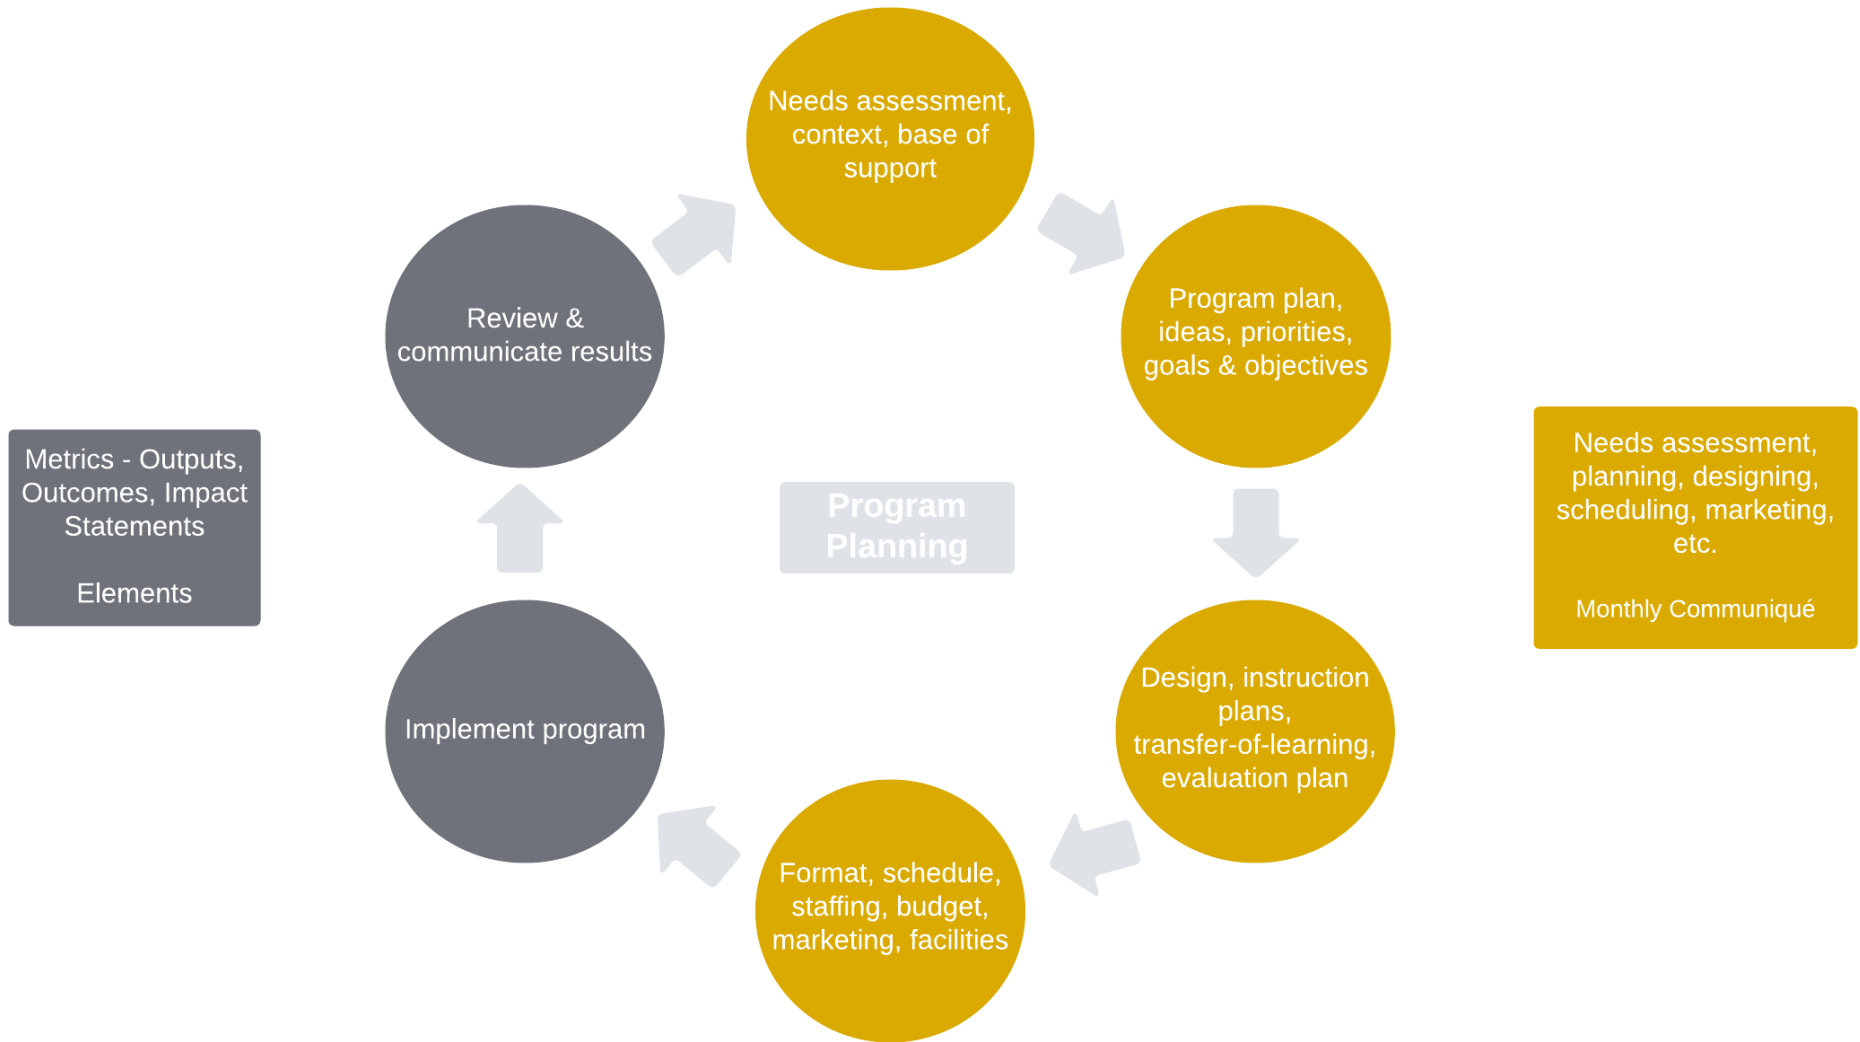 Needs assessment,
context, base of
support
Program plan,
ideas, priorities,
goals & objectives
Design, instruction
plans,
transfer-of-learning,
evaluation plan
Format, schedule,
staffing, budget,
marketing, facilities
Implement program
Review &
communicate results
Program
Planning
Metrics - Outputs,
Outcomes, Impact
Statements
Elements
Needs assessment,
planning, designing,
scheduling, marketing,
etc.
Monthly Communiqué